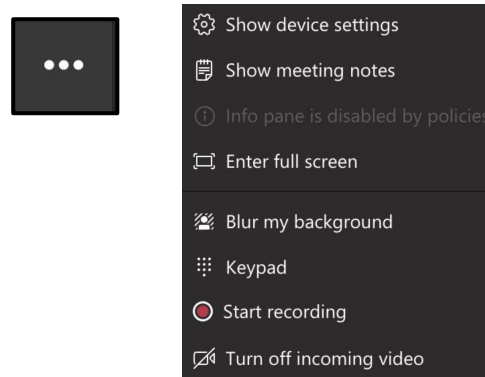 Show device settings
Show meeting notes
Info pane is disabled by policies
Enter full screen
Blur my background
Keypad
Start recording
Turn off incoming video